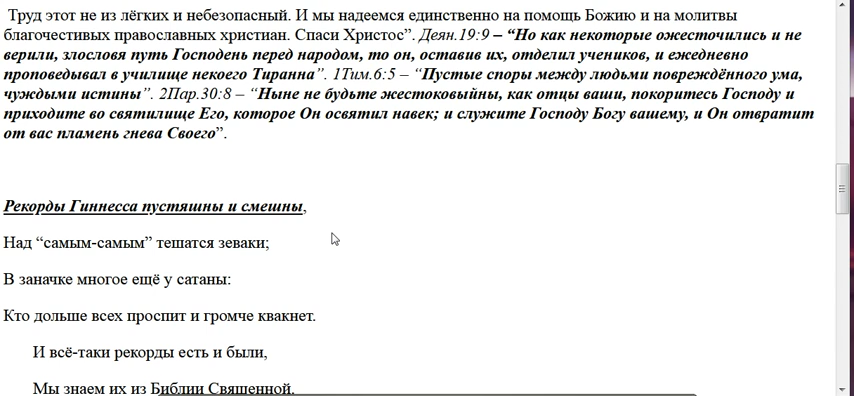 Труд этот не из лёгких и небезопасный. И мы надеемся единственно на помощь Божию и на молитвы
благочестивых православных христиан. Спаси Христос”. Деян.19:9 – “Но как некоторые ожесточились и не
верили, злословя путь Господень перед народом, то он, оставив их, отделил учеников, и ежедневно
проповедывал в училище некоего Тиранна”. 1Тим.6:5 – “Пустые споры между людьми повреждённого ума,
чуждыми истины”. 2Пар.30:8 – “Ныне не будьте жестоковыйны, как отцы ваши, покоритесь Господу и
приходите во святилище Его, которое Он освятил навек; и служите Господу Богу вашему, и Он отвратит
от вас пламень гнева Своего”.
Рекорды Гиннесса пустяшны и смешны,
Над “самым-самым” тешатся зеваки;
В заначке многое ещё у сатаны:
Кто дольше всех проспит и громче квакнет.
И всё-таки рекорды есть и были,
Мы знаем их из Библии Священной.